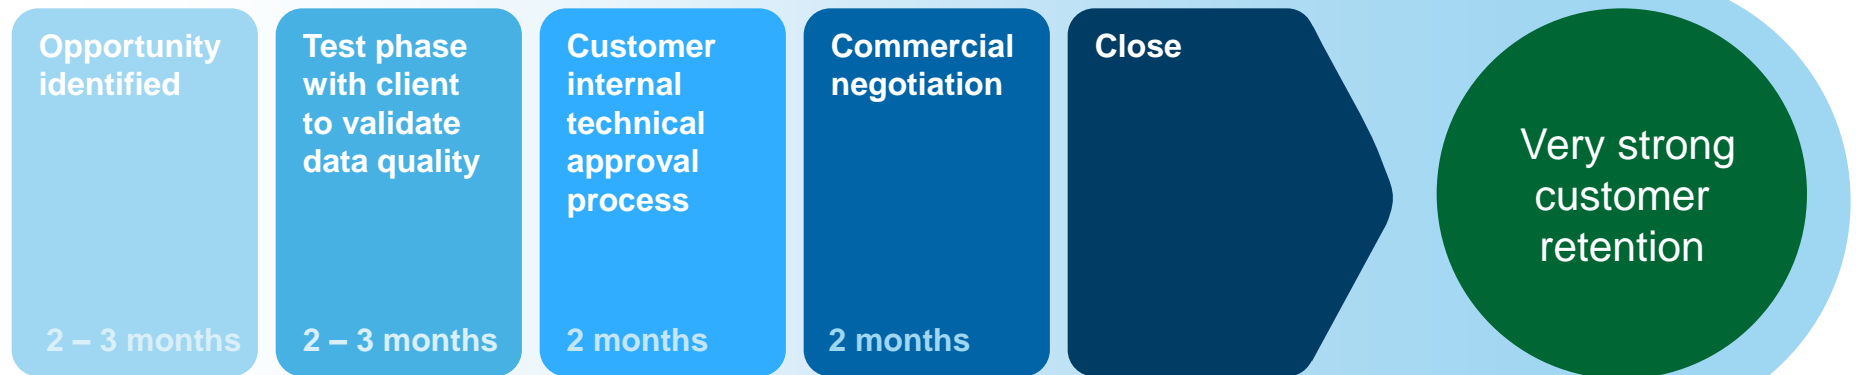 Opportunity
identified
2 – 3 months
Test phase
with client
to validate
data quality
2 – 3 months
Customer
internal
technical
approval
process
2 months
Commercial
negotiation
2 months
Close
Very strong
customer
retention